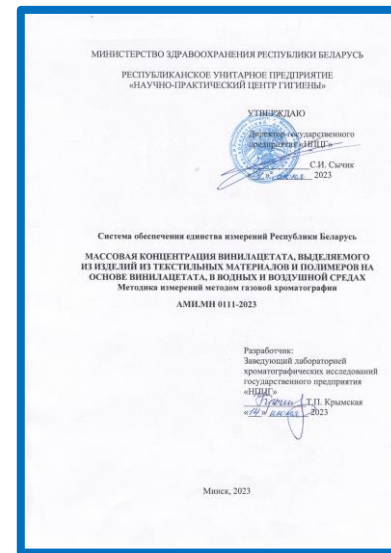 МИНИСТЕРСТВО ЗДРАВООХРАНЕНИЯ РЕСПУБЛИКИ БЕЛАРУСЬ
РЕСПУБЛИКАНСКОЕ УНИТАРНОЕ ПРЕДПРИЯТИЕ
«НАУЧНО-ПРАКТИЧЕСКИЙ ЦЕНТР ГИГИЕНЫ»
УТВЕРЖДАЮ
Директор государственного
предприятия «НПЦГ»
С.И. Сычик
2023
Система обеспечения единства измерений Республики Беларусь
МАССОВАЯ КОНЦЕНТРАЦИЯ ВИНИЛАЦЕТАТА, ВЫДЕЛЯЕМОГО
ИЗ ИЗДЕЛИЙ ИЗ ТЕКСТИЛЬНЫХ МАТЕРИАЛОВ И ПОЛИМЕРОВ НА
ОСНОВЕ ВИНИЛАЦЕТАТА, В ВОДНЫХ И ВОЗДУШНОЙ СРЕДАХ
Методика измерений методом газовой хроматографии
АМИ.МН 0111-2023
Разработчик:
Заведующий лабораторией
хроматографических исследований
государственного предприятия
«НПЦГ»
Т.П. Крымская
«14» июня 2023
Минск, 2023